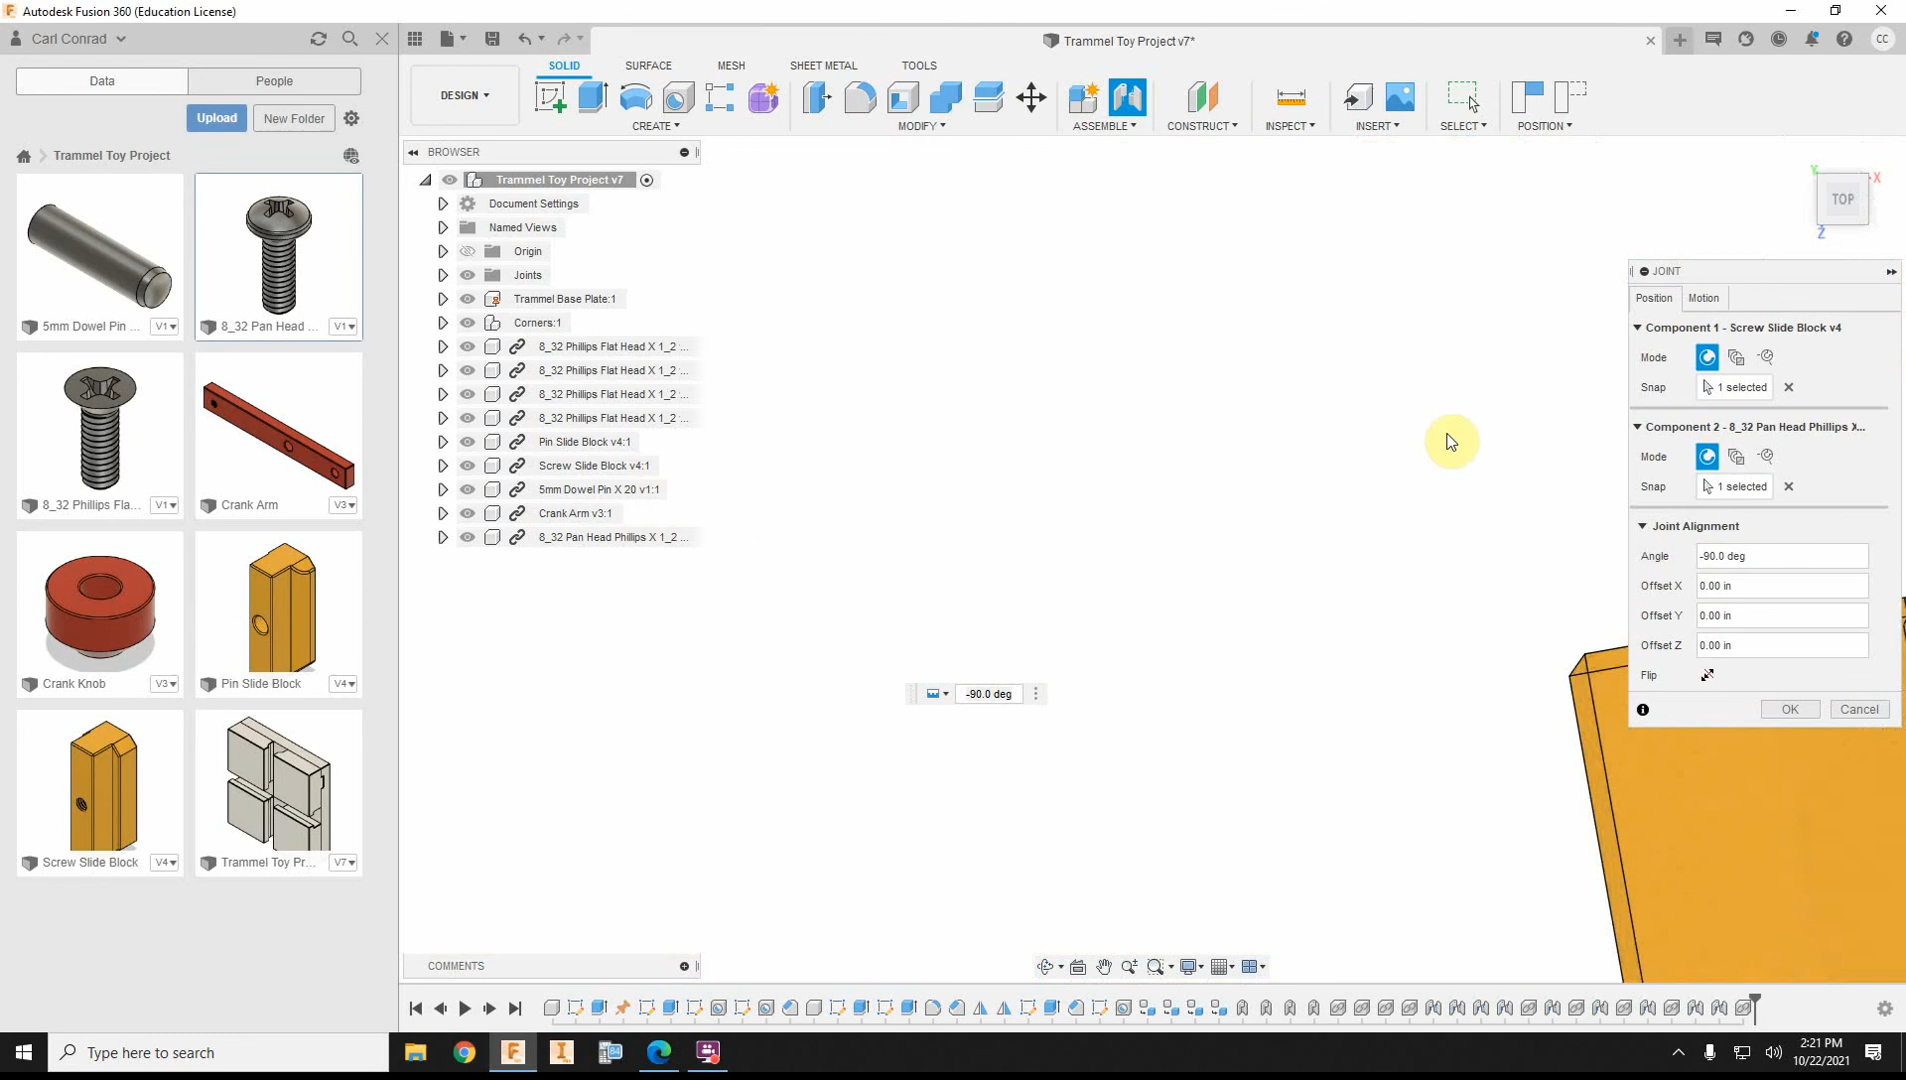 Autodesk Fusion 360 (Education License)
Carl Conrad
Trammel Toy Project v7*
CC
Data
People
Upload
New Folder
Trammel Toy Project
5mm Dowel Pin ...
V1
8_32 Pan Head ...
V1
8_32 Phillips Fla...
V1
Crank Arm
V3
Crank Knob
V3
Pin Slide Block
V4
Screw Slide Block
V4
Trammel Toy Pr...
V7
SOLID
SURFACE
MESH
SHEET METAL
TOOLS
DESIGN
CREATE
MODIFY
ASSEMBLE
CONSTRUCT
INSPECT
INSERT
SELECT
POSITION
BROWSER
Trammel Toy Project v7
Document Settings
Named Views
Origin
Joints
Trammel Base Plate:1
Corners:1
8_32 Phillips Flat Head X 1_2 ...
8_32 Phillips Flat Head X 1_2 ...
8_32 Phillips Flat Head X 1_2 ...
8_32 Phillips Flat Head X 1_2 ...
Pin Slide Block v4:1
Screw Slide Block v4:1
5mm Dowel Pin X 20 v1:1
Crank Arm v3:1
8_32 Pan Head Phillips X 1_2 ...
Y
X
TOP
Z
JOINT
Position
Motion
Component 1 - Screw Slide Block v4
Mode
Snap
1 selected
Component 2 - 8_32 Pan Head Phillips X...
Mode
Snap
1 selected
Joint Alignment
Angle
-90.0 deg
Offset X
0.00 in
Offset Y
0.00 in
Offset Z
0.00 in
Flip
OK
Cancel
-90.0 deg
COMMENTS
Type here to search
2:21 PM
10/22/2021